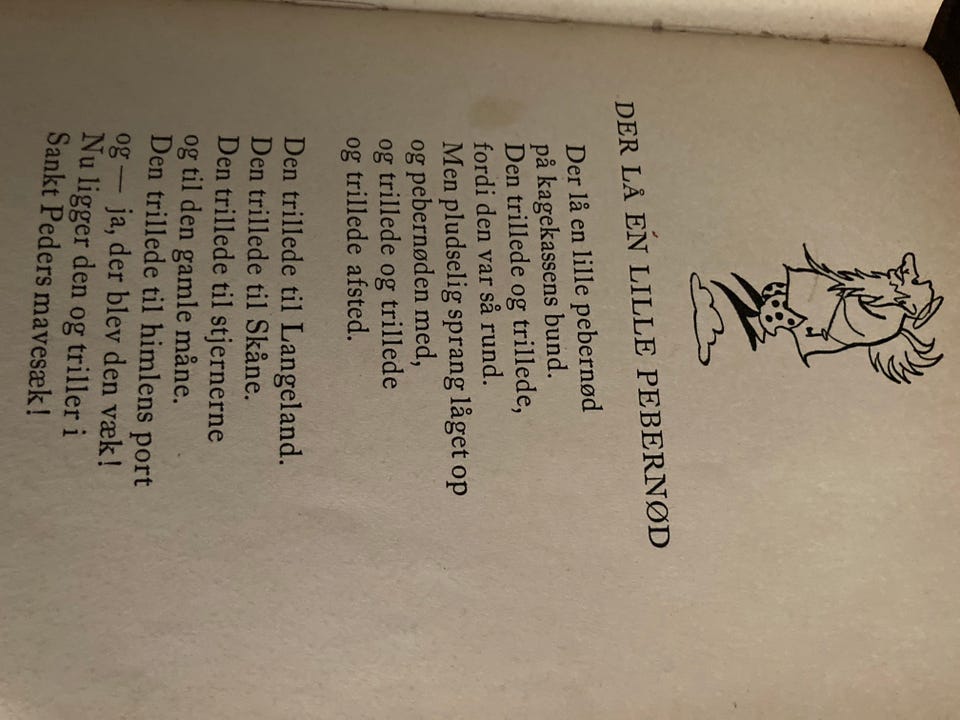 DER LÅ EN LILLE PEBERNØD
Der lå en lille pebernød
på kagekassens bund.
Den trillede og trillede,
fordi den var så rund.
Men pludselig sprang låget op
og pebernøden med,
og trillede og trillede
og trillede afsted.
Den trillede til Langeland.
Den trillede til Skåne.
Den trillede til stjernerne
og til den gamle måne.
Den trillede til himlens port
og — ja, der blev den væk!
Nu ligger den og triller i
Sankt Peders mavesæk!